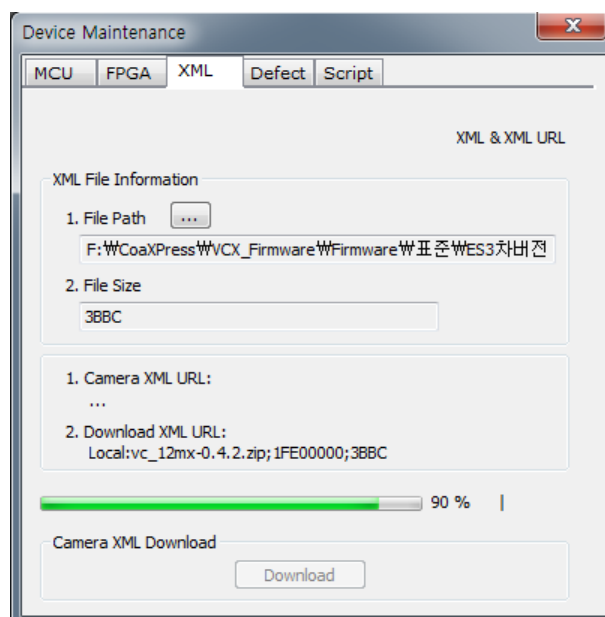 Device Maintenance
MCU FPGA XML Defect Script
XML & XML URL
XML File Information
1. File Path ...
F:₩CoaXPress₩VCX_Firmware₩Firmware₩표준₩ES3차버전
2. File Size
3BBC
1. Camera XML URL:
...
2. Download XML URL:
Local:vc_12mx-0.4.2.zip;1FE00000;3BBC
90 % |
Camera XML Download
Download